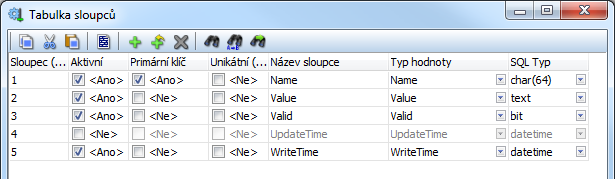 Tabulka sloupců
Sloupec (... Aktivní Primární klíč Unikátní (... Název sloupce Typ hodnoty SQL Typ
1 <Ano> <Ano> <Ne> Name Name char(64)
2 <Ano> <Ne> <Ne> Value Value text
3 <Ano> <Ne> <Ne> Valid Valid bit
4 <Ne> <Ne> <Ne> UpdateTime UpdateTime datetime
5 <Ano> <Ne> <Ne> WriteTime WriteTime datetime